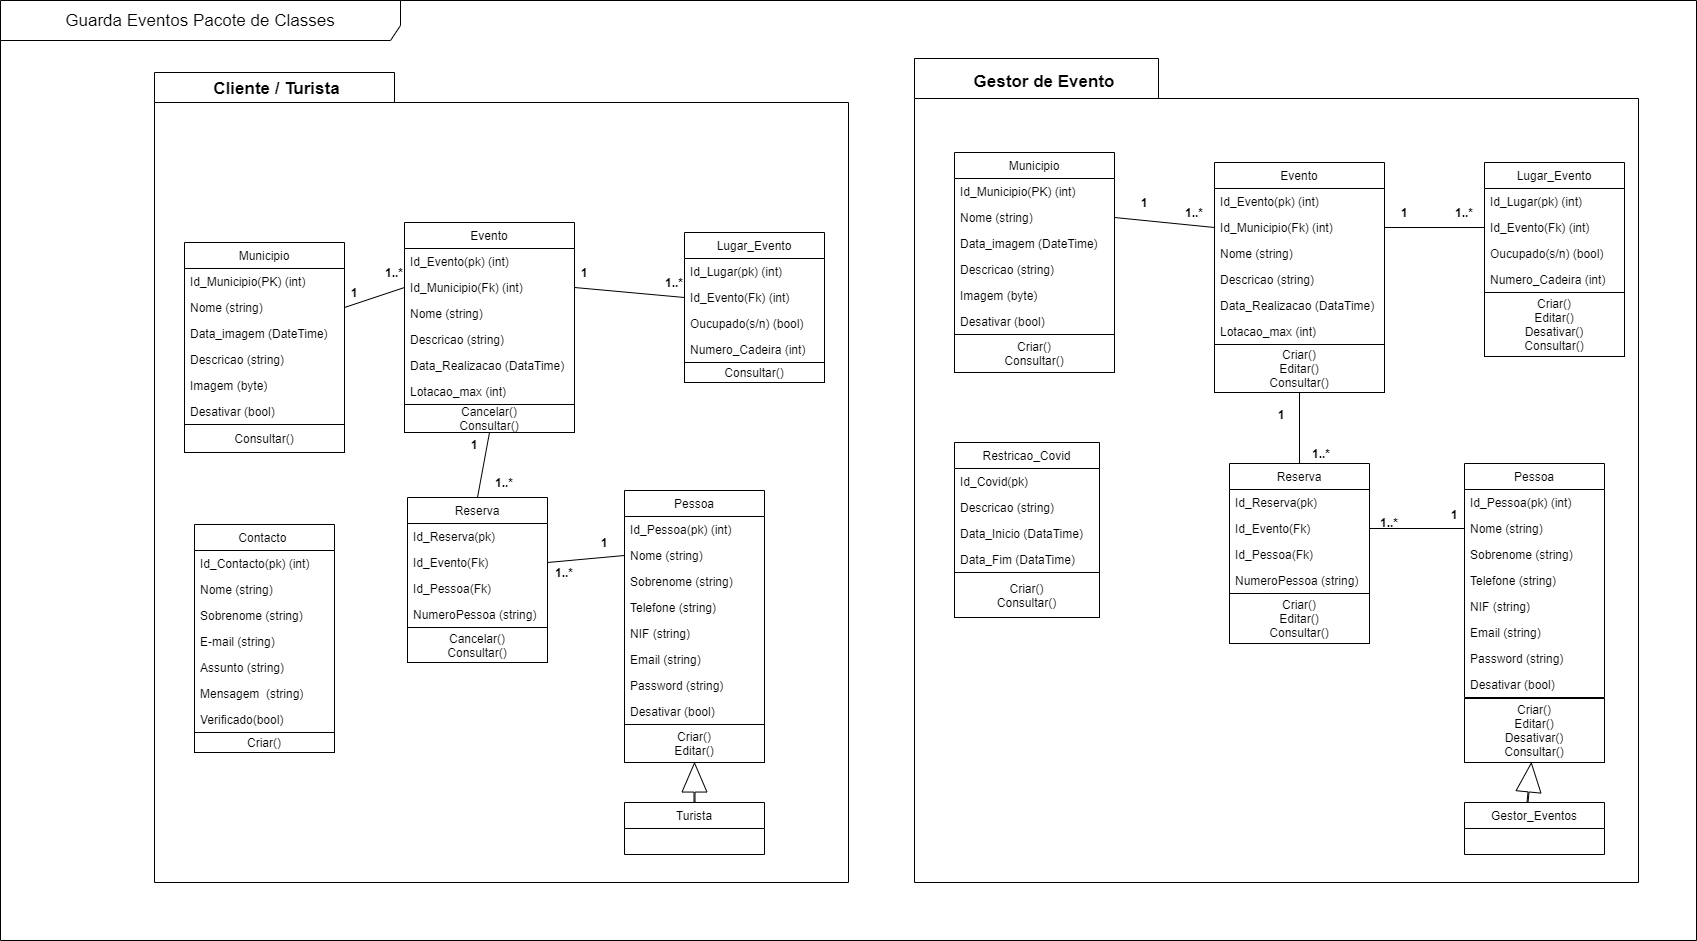 Guarda Eventos Pacote de Classes
Cliente / Turista
Municipio
Id_Municipio(PK) (int)
Nome (string)
Data_imagem (DateTime)
Descricao (string)
Imagem (byte)
Desativar (bool)
Consultar()
1
1..*
Evento
Id_Evento(pk) (int)
Id_Municipio(Fk) (int)
Nome (string)
Descricao (string)
Data_Realizacao (DataTime)
Lotacao_max (int)
Cancelar()
Consultar()
1
1..*
Lugar_Evento
Id_Lugar(pk) (int)
Id_Evento(Fk) (int)
Oucupado(s/n) (bool)
Numero_Cadeira (int)
Consultar()
1
1..*
Contacto
Id_Contacto(pk) (int)
Nome (string)
Sobrenome (string)
E-mail (string)
Assunto (string)
Mensagem  (string)
Verificado(bool)
Criar()
Reserva
Id_Reserva(pk)
Id_Evento(Fk)
Id_Pessoa(Fk)
NumeroPessoa (string)
Cancelar()
Consultar()
1
1..*
Pessoa
Id_Pessoa(pk) (int)
Nome (string)
Sobrenome (string)
Telefone (string)
NIF (string)
Email (string)
Password (string)
Desativar (bool)
Criar()
Editar()
Turista
Gestor de Evento
Municipio
Id_Municipio(PK) (int)
Nome (string)
Data_imagem (DateTime)
Descricao (string)
Imagem (byte)
Desativar (bool)
Criar()
Consultar()
1
1..*
Evento
Id_Evento(pk) (int)
Id_Municipio(Fk) (int)
Nome (string)
Descricao (string)
Data_Realizacao (DataTime)
Lotacao_max (int)
Criar()
Editar()
Consultar()
1
1..*
Lugar_Evento
Id_Lugar(pk) (int)
Id_Evento(Fk) (int)
Oucupado(s/n) (bool)
Numero_Cadeira (int)
Criar()
Editar()
Desativar()
Consultar()
1
1..*
Restricao_Covid
Id_Covid(pk)
Descricao (string)
Data_Inicio (DataTime)
Data_Fim (DataTime)
Criar()
Consultar()
Reserva
Id_Reserva(pk)
Id_Evento(Fk)
Id_Pessoa(Fk)
NumeroPessoa (string)
Criar()
Editar()
Consultar()
1..*
1
Pessoa
Id_Pessoa(pk) (int)
Nome (string)
Sobrenome (string)
Telefone (string)
NIF (string)
Email (string)
Password (string)
Desativar (bool)
Criar()
Editar()
Desativar()
Consultar()
Gestor_Eventos